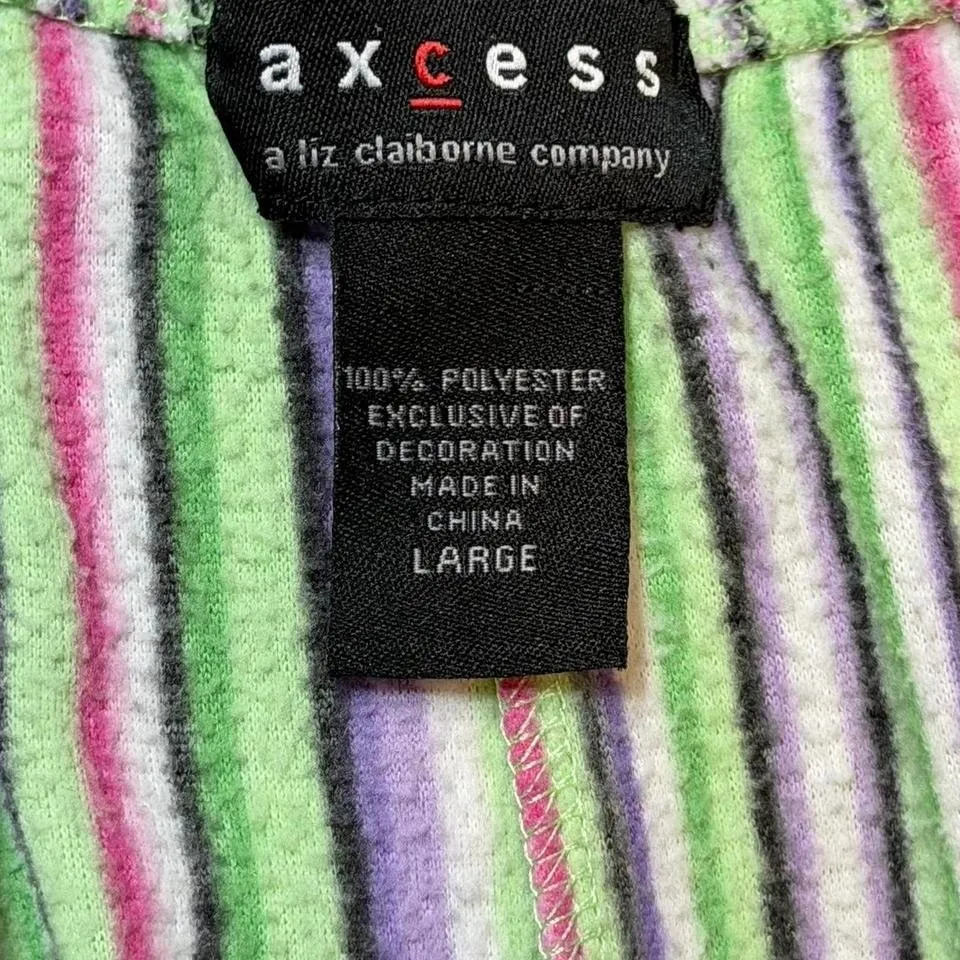 axcess
a liz claiborne company
100% POLYESTER
EXCLUSIVE OF
DECORATION
MADE IN
CHINA
LARGE